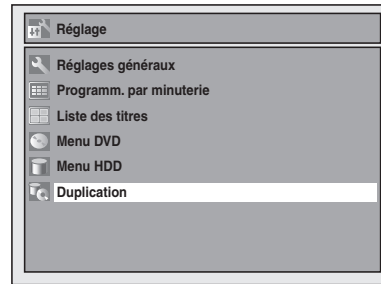 Réglage
Réglages généraux
Programm. par minuterie
Liste des titres
Menu DVD
Menu HDD
Duplication